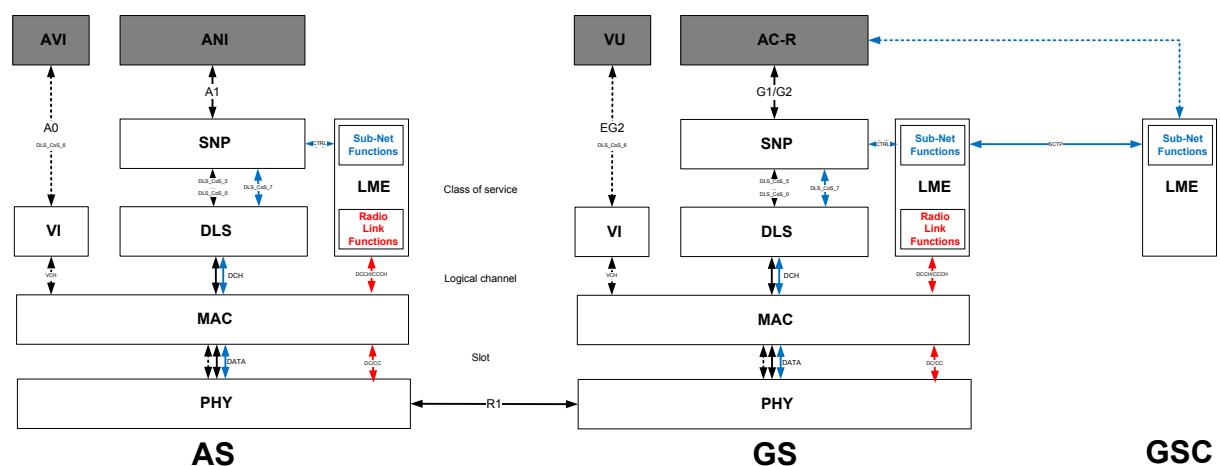 AVI
ANI
VU
AC-R
A1
G1/G2
A0
DLS_CoS_6
EG2
DLS_CoS_6
SNP
CTRL
Sub-Net
Functions
SNP
CTRL
Sub-Net
Functions
SCTP
Sub-Net
Functions
DLS_CoS_5
...
DLS_CoS_0
DLS_CoS_7
LME
Class of service
DLS_CoS_5
...
DLS_CoS_0
DLS_CoS_7
LME
LME
VI
DLS
Radio
Link
Functions
VI
DLS
Radio
Link
Functions
VCH
DCH
DCCH/CCCH
Logical channel
VCH
DCH
DCCH/CCCH
MAC
MAC
DATA
DC/CC
Slot
DATA
DC/CC
PHY
R1
PHY
AS
GS
GSC